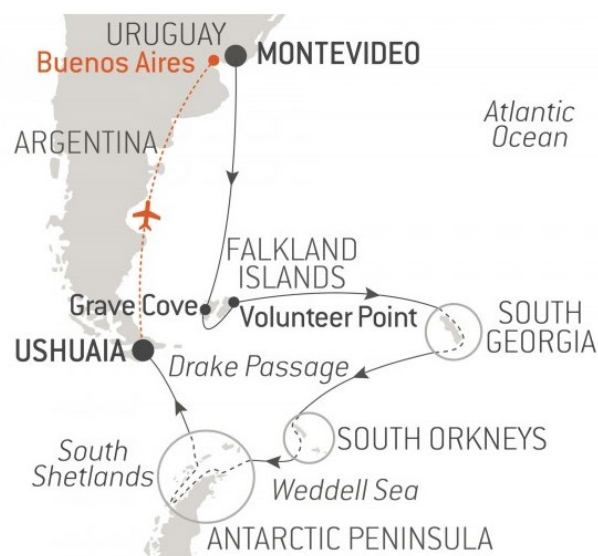 URUGUAY
Buenos Aires
MONTEVIDEO
Atlantic
Ocean
ARGENTINA
FALKLAND
ISLANDS
Grave Cove
Volunteer Point
SOUTH
GEORGIA
USHUAIA
Drake Passage
SOUTH ORKNEYS
South
Shetlands
Weddell Sea
ANTARCTIC PENINSULA